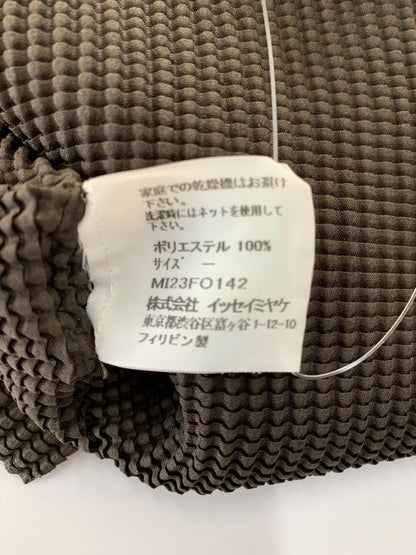 家庭での乾燥機はお避け
下さい。
洗濯時にはネットを使用して
下さい。
ポリエステル 100%
サイズ ー
MI23FO142
株式会社 イッセイミヤケ
東京都渋谷区富ヶ谷1-12-10
フィリピン製